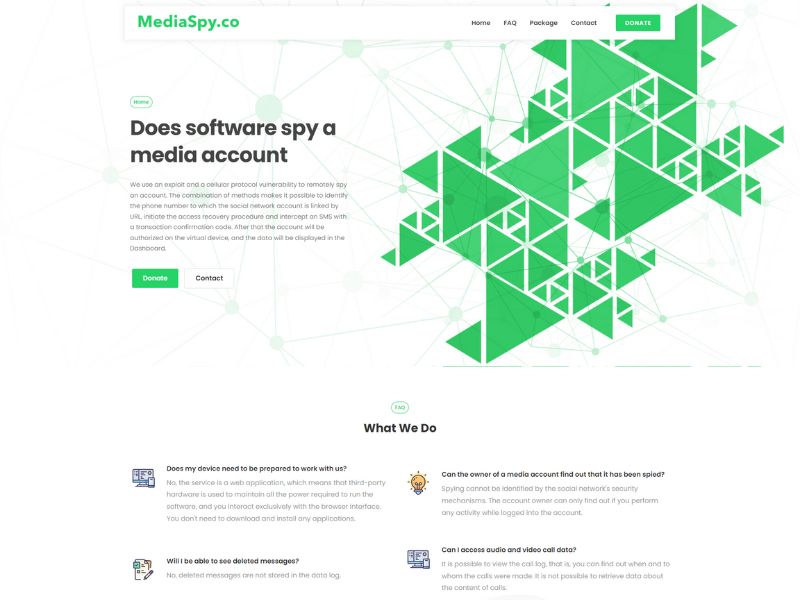 MediaSpy.co
Home
FAQ
Package
Contact
DONATE
Home
Does software spy a
media account
We use an exploit and a cellular protocol vulnerability to remotely spy
an account. The combination of methods makes it possible to identify
the phone number to which the social network account is linked by
URL, initiate the access recovery procedure and intercept an SMS with
a transaction confirmation code. After that the account will be
authorized on the virtual device, and the data will be displayed in the
Dashboard.
Donate
Contact
FAQ
What We Do
Does my device need to be prepared to work with us?
No, the service is a web application, which means that third-party
hardware is used to maintain all the power required to run the
software, and you interact exclusively with the browser interface.
You don't need to download and install any applications.
Can the owner of a media account find out that it has been spied?
Spying cannot be identified by the social network's security
mechanisms. The account owner can only find out if you perform
any activity while logged into the account.
Will I be able to see deleted messages?
No, deleted messages are not stored in the data log.
Can I access audio and video call data?
It is possible to view the call log, that is, you can find out when and to
whom the calls were made. It is not possible to retrieve data about
the content of calls.